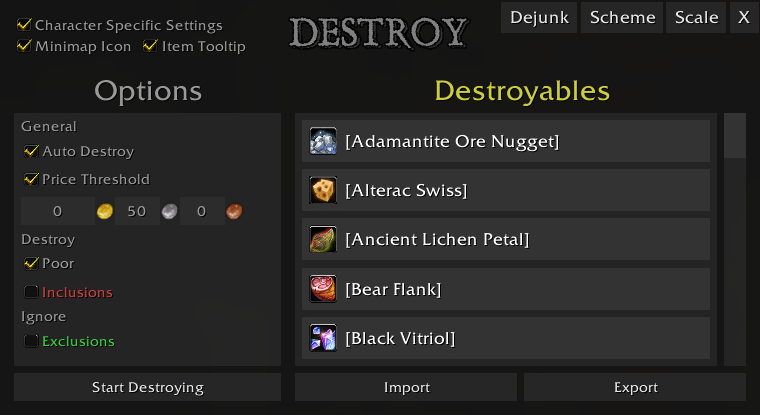 Character Specific Settings
Minimap Icon Item Tooltip
DESTROY
Dejunk Scheme Scale X
Options
General
Auto Destroy
Price Threshold
0 50 0
Destroy
Poor
Inclusions
Ignore
Exclusions
Start Destroying
Destroyables
[Adamantite Ore Nugget]
[Alterac Swiss]
[Ancient Lichen Petal]
[Bear Flank]
[Black Vitriol]
Import Export